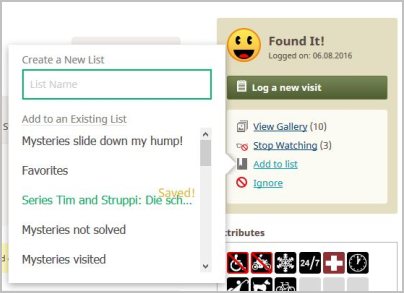 Create a New List
List Name
Add to an Existing List
Mysteries slide down my hump!
Favorites
Saved!
Series Tim and Struppi: Die sch...
Mysteries not solved
Mysteries visited
Found It!
Logged on: 06.08.2016
Log a new visit
View Gallery (10)
Stop Watching (3)
Add to list
Ignore
ttributes
24/7